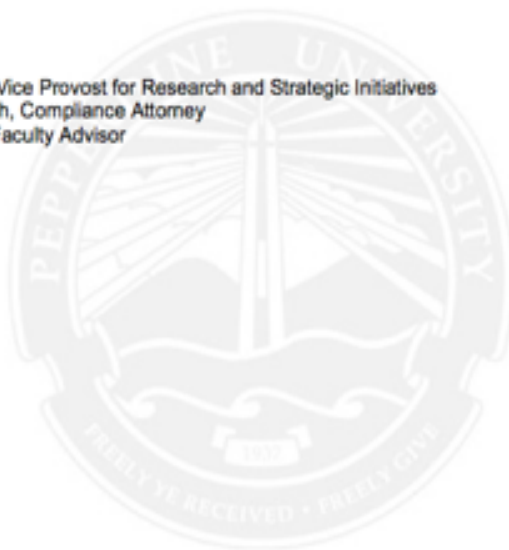 Vice Provost for Research and Strategic Initiatives
h, Compliance Attorney
Faculty Advisor
PEPPERDINE UNIVERSITY
1937
FREELY YE RECEIVED • FREELY GIVE